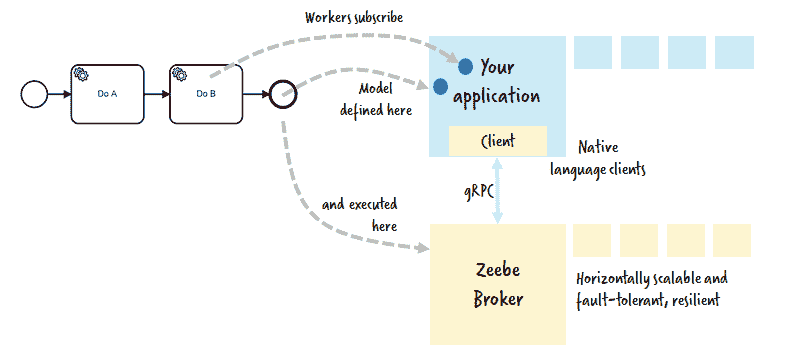 Workers subscribe
Do A
Do B
Model
defined here
Your
application
Client
Native
language clients
gRPC
and executed
here
Zeebe
Broker
Horizontally scalable and
fault-tolerant, resilient